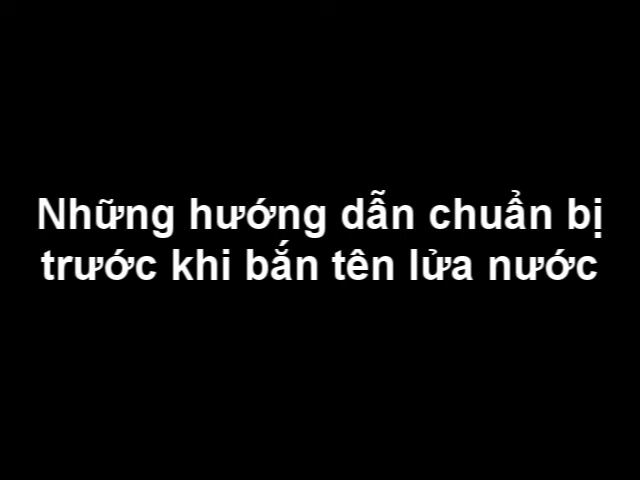 Những hướng dẫn chuẩn bị
trước khi bắn tên lửa nước